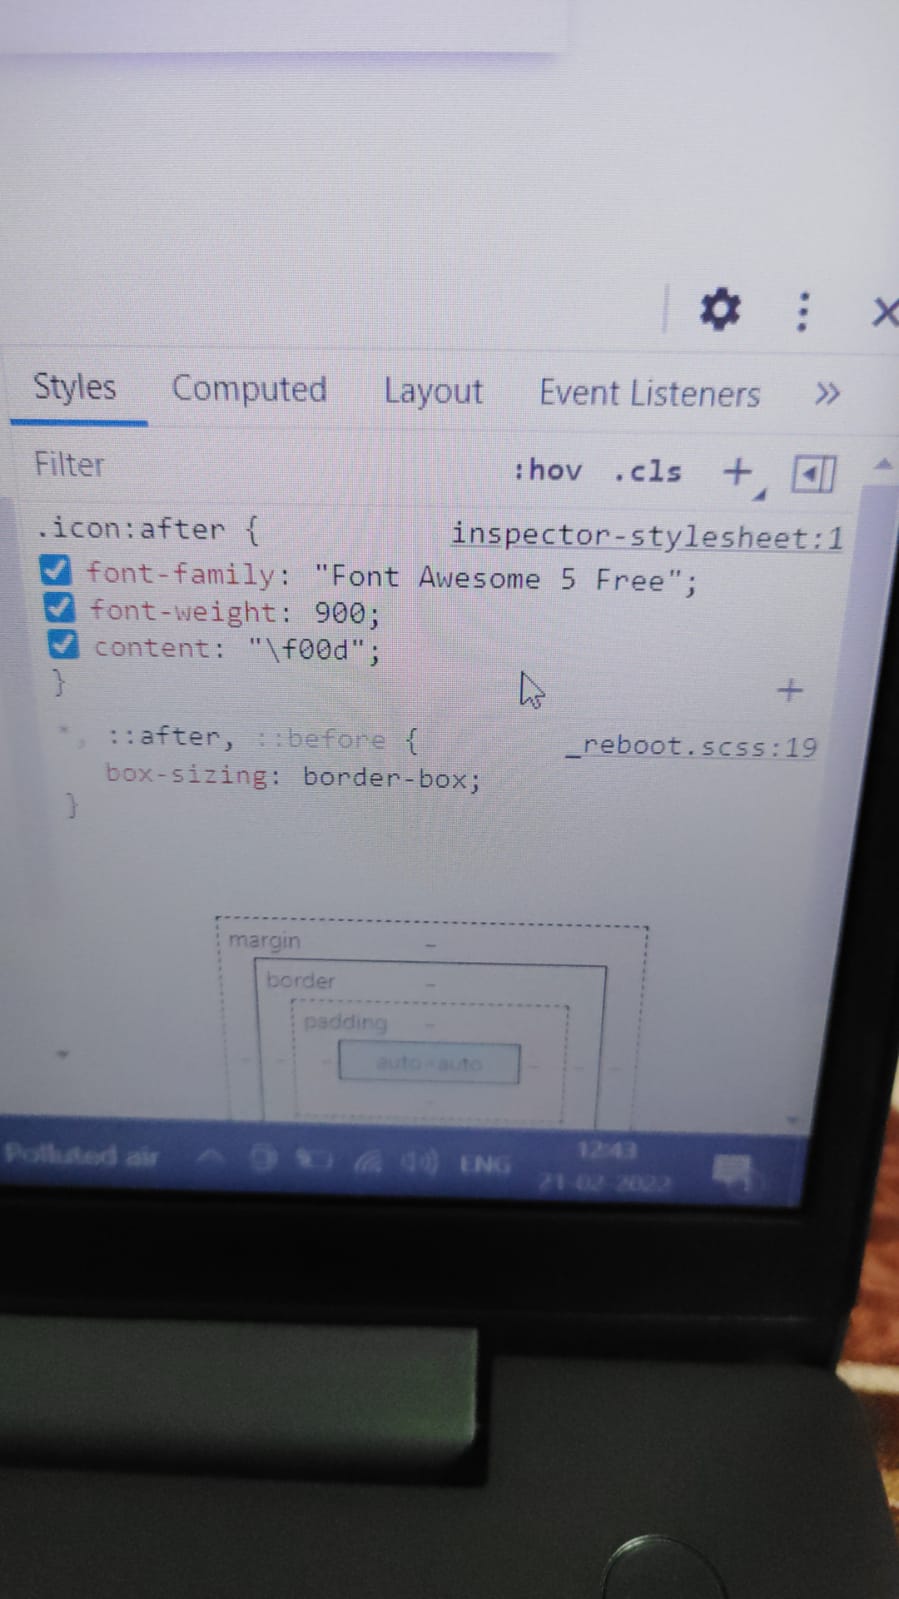 Styles Computed Layout Event Listeners »
Filter :hov .cls +
.icon:after { inspector-stylesheet:1
font-family: "Font Awesome 5 Free";
font-weight: 900;
content: "\f00d";
}
*, ::after, ::before { _reboot.scss:19
box-sizing: border-box;
}
margin –
border –
padding –
auto × auto
Polluted air ENG 12:43
21-02-2022